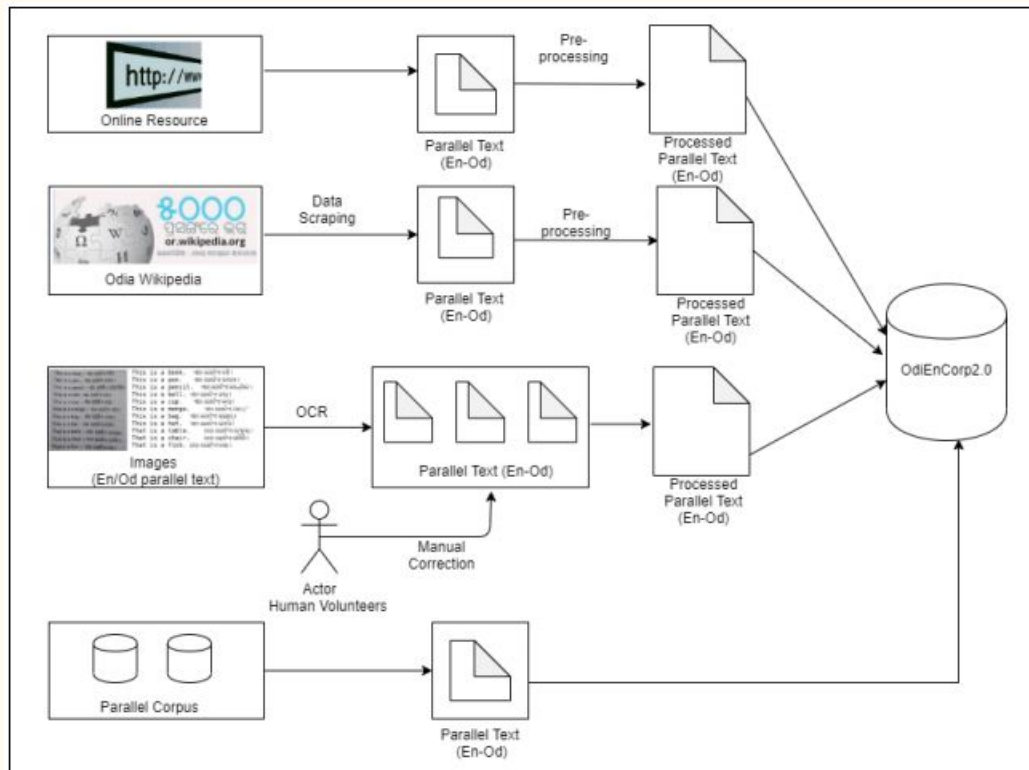 http://www
Online Resource
Parallel Text
(En-Od)
Pre-
processing
Processed
Parallel Text
(En-Od)
୫୦୦୦
or.wikipedia.org
Odia Wikipedia
Data
Scraping
Parallel Text
(En-Od)
Pre-
processing
Processed
Parallel Text
(En-Od)
OdiEnCorp2.0
This is a book.
This is a pen.
This is a pencil.
This is a ball.
This is a cup.
This is a mango.
This is a bag.
This is a hat.
That is a table.
That is a chair.
That is a
Images
(En/Od parallel text)
OCR
Parallel Text (En-Od)
Processed
Parallel Text
(En-Od)
Manual
Correction
Actor
Human Volunteers
Parallel Corpus
Parallel Text
(En-Od)